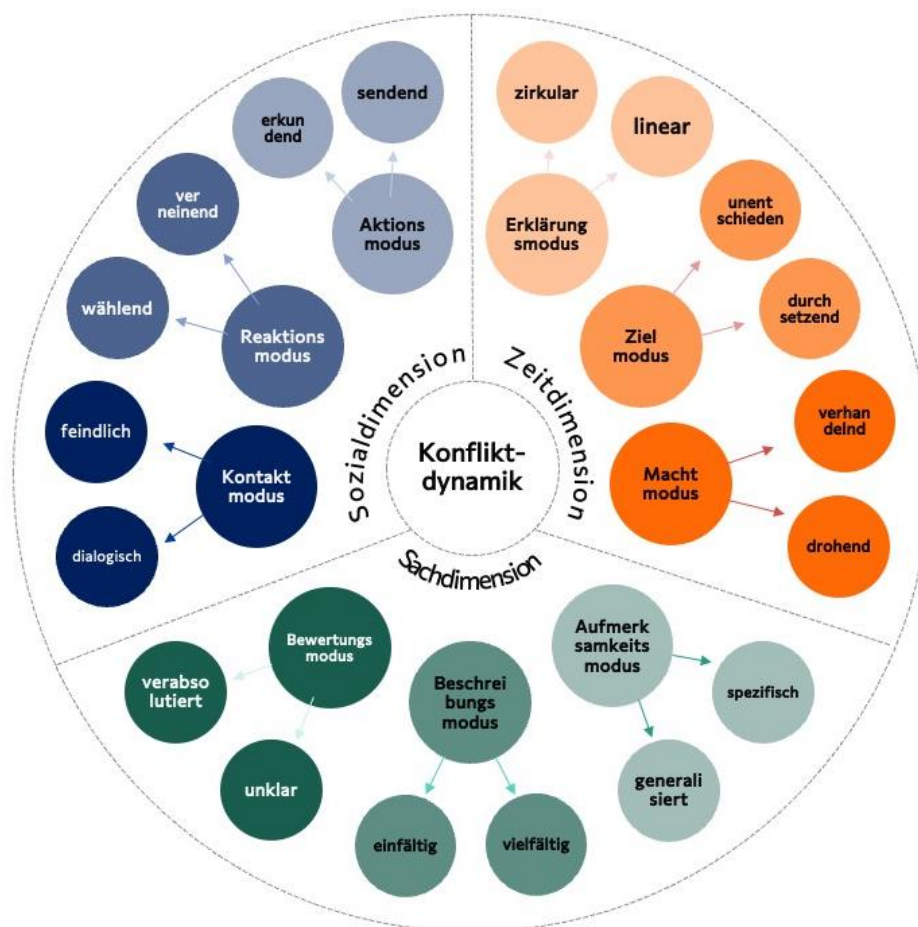 Konflikt-
dynamik
Sozialdimension
Aktions
modus
erkun
dend
sendend
Reaktions
modus
ver
neinend
wählend
Kontakt
modus
feindlich
dialogisch
Zeitdimension
Erklärung
smodus
zirkular
linear
Ziel
modus
unent
schieden
durch
setzend
Macht
modus
verhan
delnd
drohend
Sachdimension
Bewertungs
modus
verabso
lutiert
unklar
Beschrei
bungs
modus
einfältig
vielfältig
Aufmerk
samkeits
modus
spezifisch
generali
siert